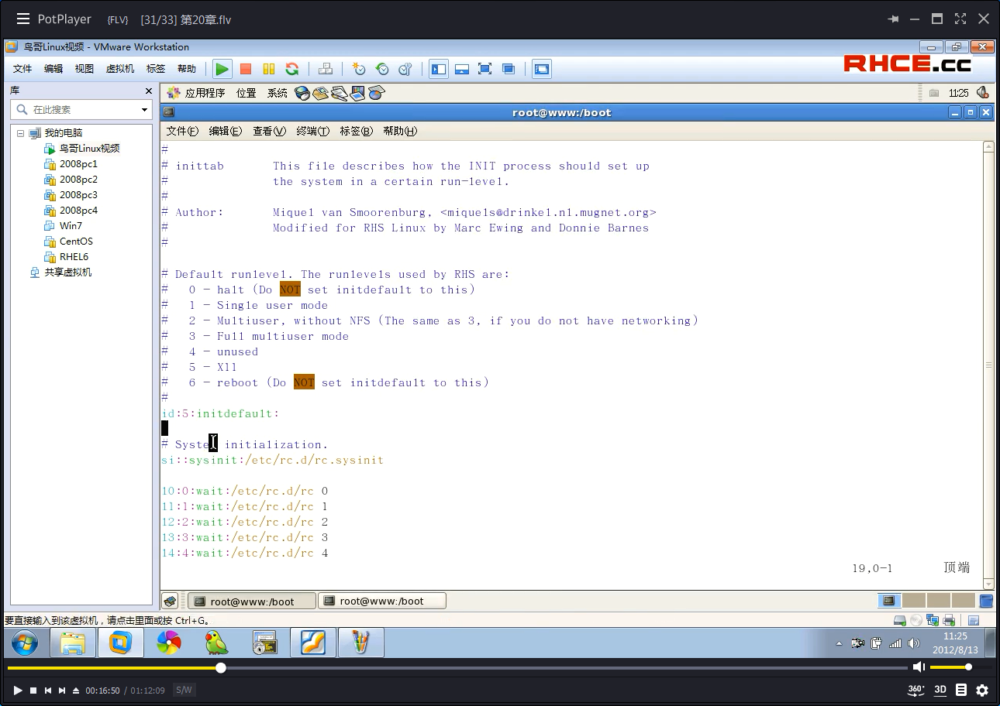 PotPlayer {FLV} [31/33] 第20章.flv
鸟哥Linux视频 - VMware Workstation
文件 编辑 视图 虚拟机 标签 帮助
RHCE.cc
库
在此搜索
我的电脑
鸟哥Linux视频
2008pc1
2008pc2
2008pc3
2008pc4
Win7
CentOS
RHEL6
共享虚拟机
应用程序 位置 系统 11:25
root@www:/boot
文件(F) 编辑(E) 查看(V) 终端(T) 标签(B) 帮助(H)
#
# inittab This file describes how the INIT process should set up
# the system in a certain run-level.
#
# Author: Miquel van Smoorenburg, <miquels@drinkel.nl.mugnet.org>
# Modified for RHS Linux by Marc Ewing and Donnie Barnes
#
# Default runlevel. The runlevels used by RHS are:
# 0 - halt (Do NOT set initdefault to this)
# 1 - Single user mode
# 2 - Multiuser, without NFS (The same as 3, if you do not have networking)
# 3 - Full multiuser mode
# 4 - unused
# 5 - X11
# 6 - reboot (Do NOT set initdefault to this)
#
id:5:initdefault:
# System initialization.
si::sysinit:/etc/rc.d/rc.sysinit
l0:0:wait:/etc/rc.d/rc 0
l1:1:wait:/etc/rc.d/rc 1
l2:2:wait:/etc/rc.d/rc 2
l3:3:wait:/etc/rc.d/rc 3
l4:4:wait:/etc/rc.d/rc 4
19,0-1 顶端
root@www:/boot root@www:/boot
要直接输入到该虚拟机，请点击里面或按 Ctrl+G。
11:25
2012/8/13
00:16:50 / 01:12:09 S/W
360° 3D